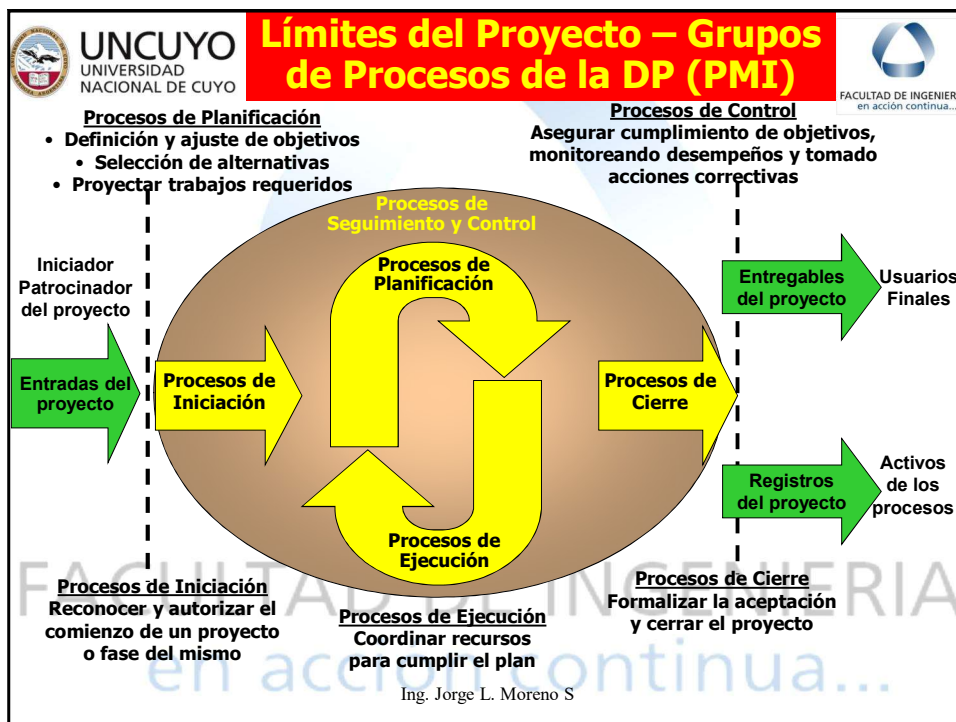 UNCUYO
UNIVERSIDAD
NACIONAL DE CUYO
Límites del Proyecto – Grupos
de Procesos de la DP (PMI)
FACULTAD DE INGENIER
en acción continua...
Procesos de Planificación
• Definición y ajuste de objetivos
• Selección de alternativas
• Proyectar trabajos requeridos
Procesos de Control
Asegurar cumplimiento de objetivos,
monitoreando desempeños y tomado
acciones correctivas
Procesos de
Seguimiento y Control
Iniciador
Patrocinador
del proyecto
Procesos de
Planificación
Entregables
del proyecto
Usuarios
Finales
Entradas del
proyecto
Procesos de
Iniciación
Procesos de
Cierre
Registros
del proyecto
Activos
de los
procesos
Procesos de
Ejecución
FACULTAD DE INGENIERIA
en acción continua...
Procesos de Iniciación
Reconocer y autorizar el
comienzo de un proyecto
o fase del mismo
Procesos de Ejecución
Coordinar recursos
para cumplir el plan
Procesos de Cierre
Formalizar la aceptación
y cerrar el proyecto
Ing. Jorge L. Moreno S